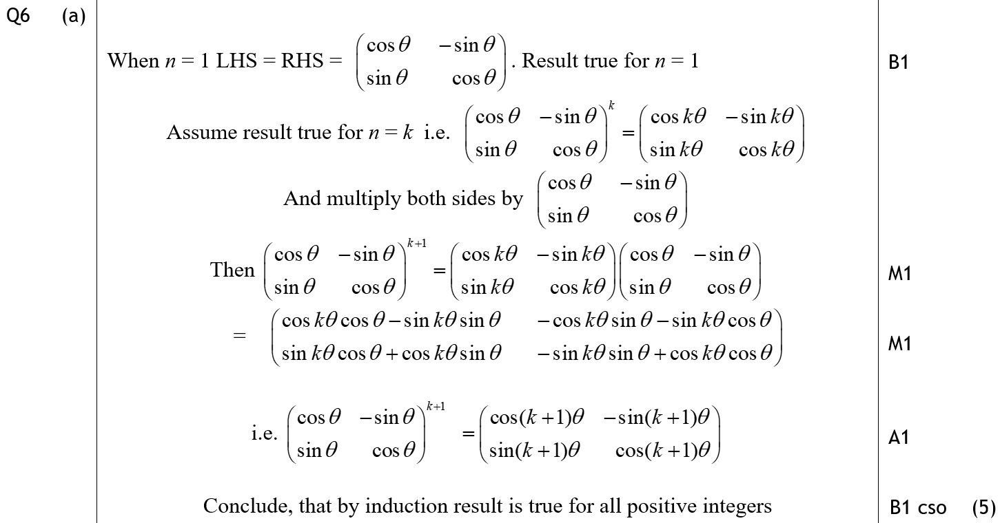 Q6 (a)
When n = 1 LHS = RHS = \begin{pmatrix} \cos\theta & -\sin\theta \\ \sin\theta & \cos\theta \end{pmatrix}. Result true for n = 1 B1
Assume result true for n = k i.e. \begin{pmatrix} \cos\theta & -\sin\theta \\ \sin\theta & \cos\theta \end{pmatrix}^{k} = \begin{pmatrix} \cos k\theta & -\sin k\theta \\ \sin k\theta & \cos k\theta \end{pmatrix}
And multiply both sides by \begin{pmatrix} \cos\theta & -\sin\theta \\ \sin\theta & \cos\theta \end{pmatrix}
Then \begin{pmatrix} \cos\theta & -\sin\theta \\ \sin\theta & \cos\theta \end{pmatrix}^{k+1} = \begin{pmatrix} \cos k\theta & -\sin k\theta \\ \sin k\theta & \cos k\theta \end{pmatrix}\begin{pmatrix} \cos\theta & -\sin\theta \\ \sin\theta & \cos\theta \end{pmatrix} M1
= \begin{pmatrix} \cos k\theta\cos\theta - \sin k\theta\sin\theta & -\cos k\theta\sin\theta - \sin k\theta\cos\theta \\ \sin k\theta\cos\theta + \cos k\theta\sin\theta & -\sin k\theta\sin\theta + \cos k\theta\cos\theta \end{pmatrix} M1
i.e. \begin{pmatrix} \cos\theta & -\sin\theta \\ \sin\theta & \cos\theta \end{pmatrix}^{k+1} = \begin{pmatrix} \cos(k+1)\theta & -\sin(k+1)\theta \\ \sin(k+1)\theta & \cos(k+1)\theta \end{pmatrix} A1
Conclude, that by induction result is true for all positive integers B1 cso (5)